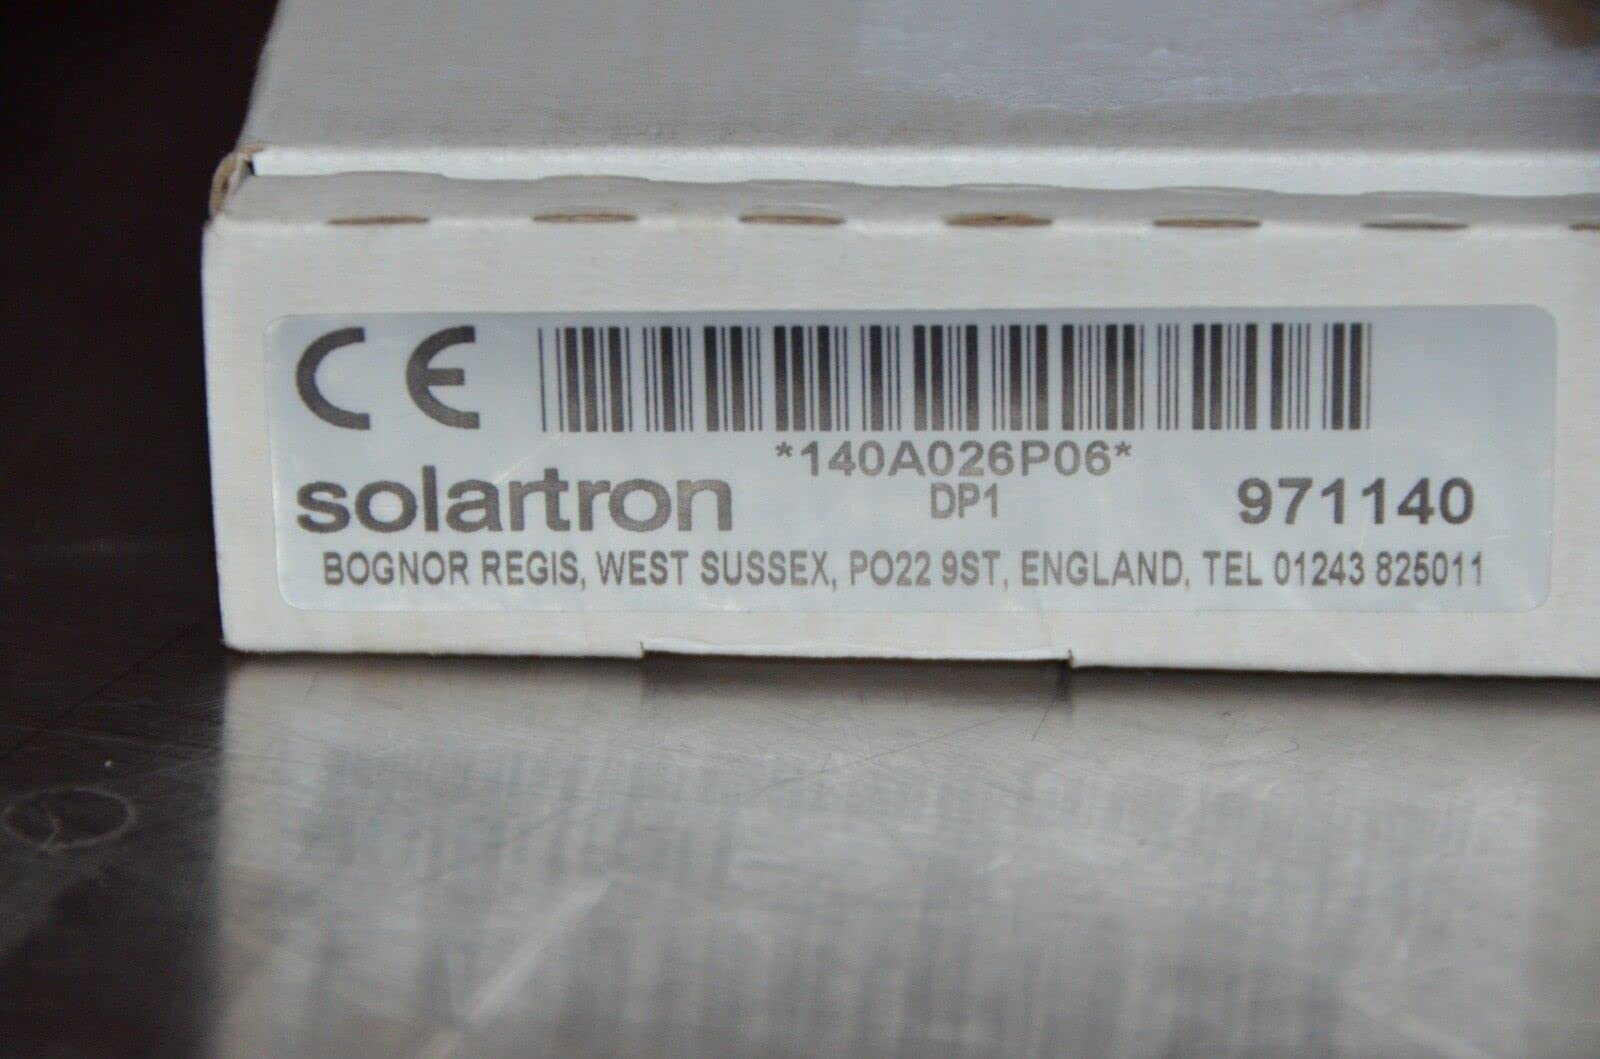 CE
*140A026P06*
solartron DP1 971140
BOGNOR REGIS, WEST SUSSEX, PO22 9ST, ENGLAND, TEL 01243 825011